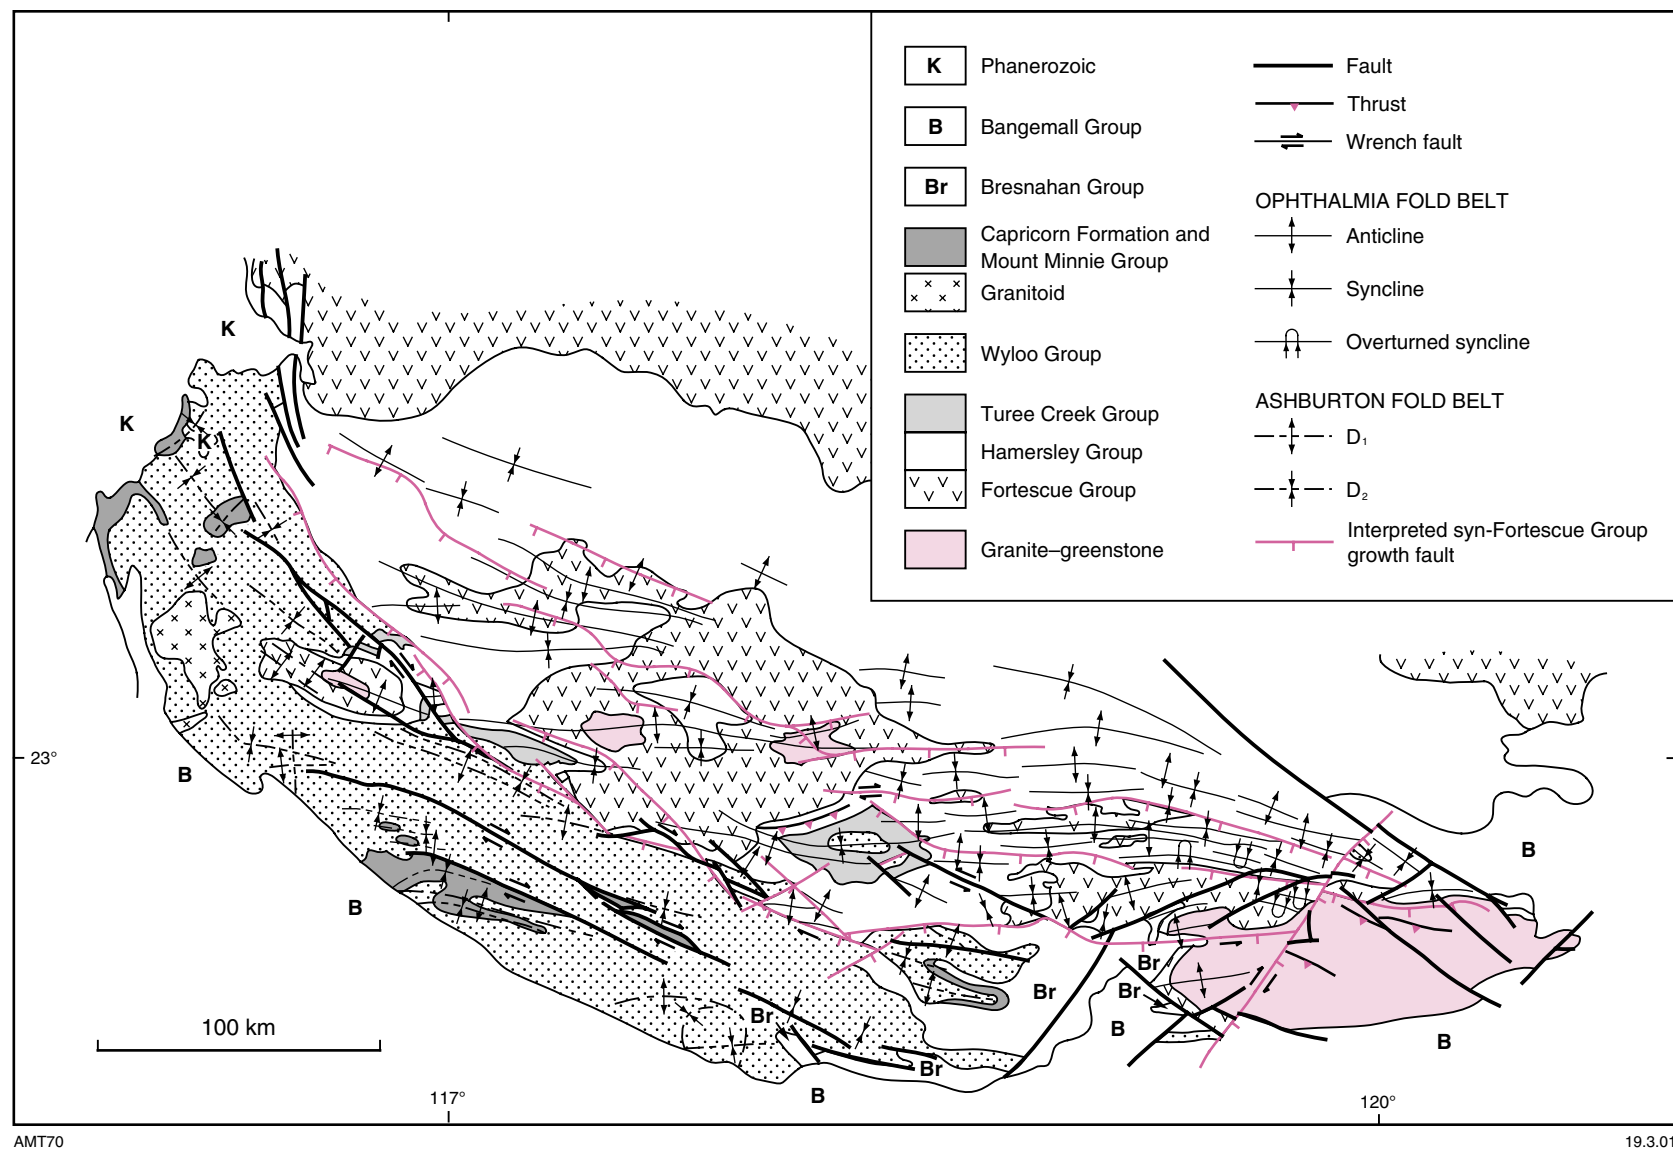 K Phanerozoic
B Bangemall Group
Br Bresnahan Group
Capricorn Formation and
Mount Minnie Group
Granitoid
Wyloo Group
Turee Creek Group
Hamersley Group
Fortescue Group
Granite–greenstone
Fault
Thrust
Wrench fault
OPHTHALMIA FOLD BELT
Anticline
Syncline
Overturned syncline
ASHBURTON FOLD BELT
D₁
D₂
Interpreted syn-Fortescue Group
growth fault
K
K
K
23°
B
B
B
Br
Br
Br
B
B
Br
Br
B
100 km
117°
120°
AMT70
19.3.01